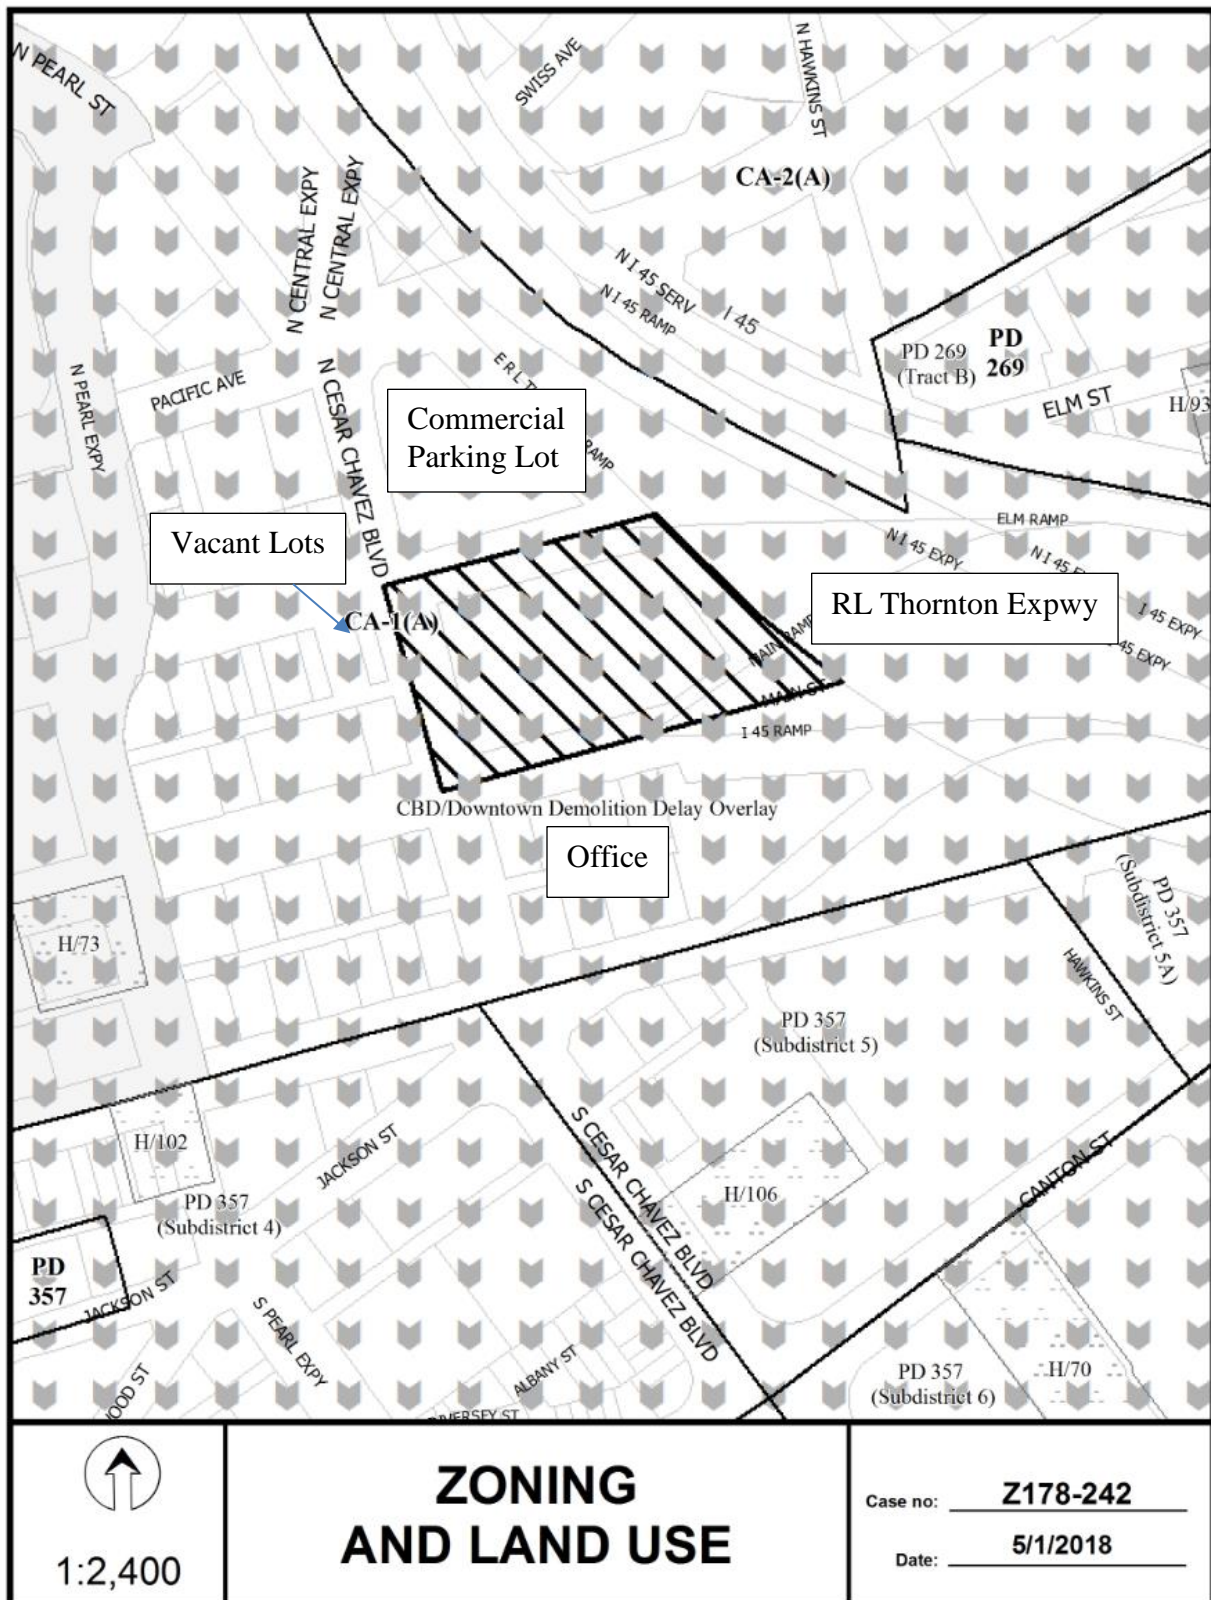 N PEARL ST
SWISS AVE
N HAWKINS ST
CA-2(A)
N CENTRAL EXPY
N CENTRAL EXPY
N I 45 SERV
I 45
N I 45 RAMP
PD 269
(Tract B)
PD
269
ELM ST
H/93
N PEARL EXPY
PACIFIC AVE
N CESAR CHAVEZ BLVD
E R L T
RAMP
Commercial
Parking Lot
Vacant Lots
CA-1(A)
ELM RAMP
N I 45 EXPY
N I 45 E
I 45 EXPY
45 EXPY
RL Thornton Expwy
MAIN RAMP
MAIN ST
I 45 RAMP
CBD/Downtown Demolition Delay Overlay
Office
H/73
PD 357
(Subdistrict 5A)
HAWKINS ST
PD 357
(Subdistrict 5)
H/102
JACKSON ST
PD 357
(Subdistrict 4)
S CESAR CHAVEZ BLVD
S CESAR CHAVEZ BLVD
H/106
CANTON ST
PD
357
JACKSON ST
S PEARL EXPY
OOD ST
ALBANY ST
PD 357
(Subdistrict 6)
H/70
1:2,400
ZONING
AND LAND USE
Case no: Z178-242
Date: 5/1/2018